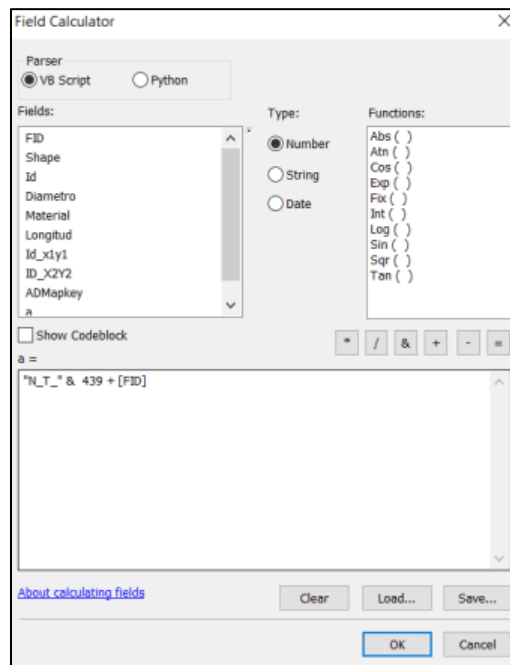 Field Calculator
Parser
VB Script Python
Fields: Type: Functions:
FID
Shape
Id
Diametro
Material
Longitud
Id_x1y1
ID_X2Y2
ADMapkey
a
Number
String
Date
Abs ( )
Atn ( )
Cos ( )
Exp ( )
Fix ( )
Int ( )
Log ( )
Sin ( )
Sqr ( )
Tan ( )
Show Codeblock
* / & + - =
a =
"N_T_" & 439 + [FID]
About calculating fields
Clear Load... Save...
OK Cancel